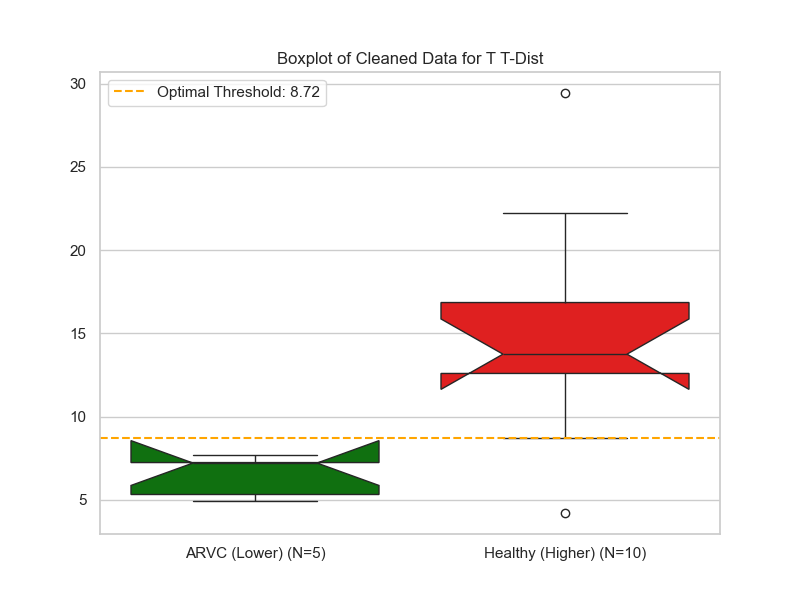 Boxplot of Cleaned Data for T T-Dist
Optimal Threshold: 8.72
30
25
20
15
10
5
ARVC (Lower) (N=5)
Healthy (Higher) (N=10)